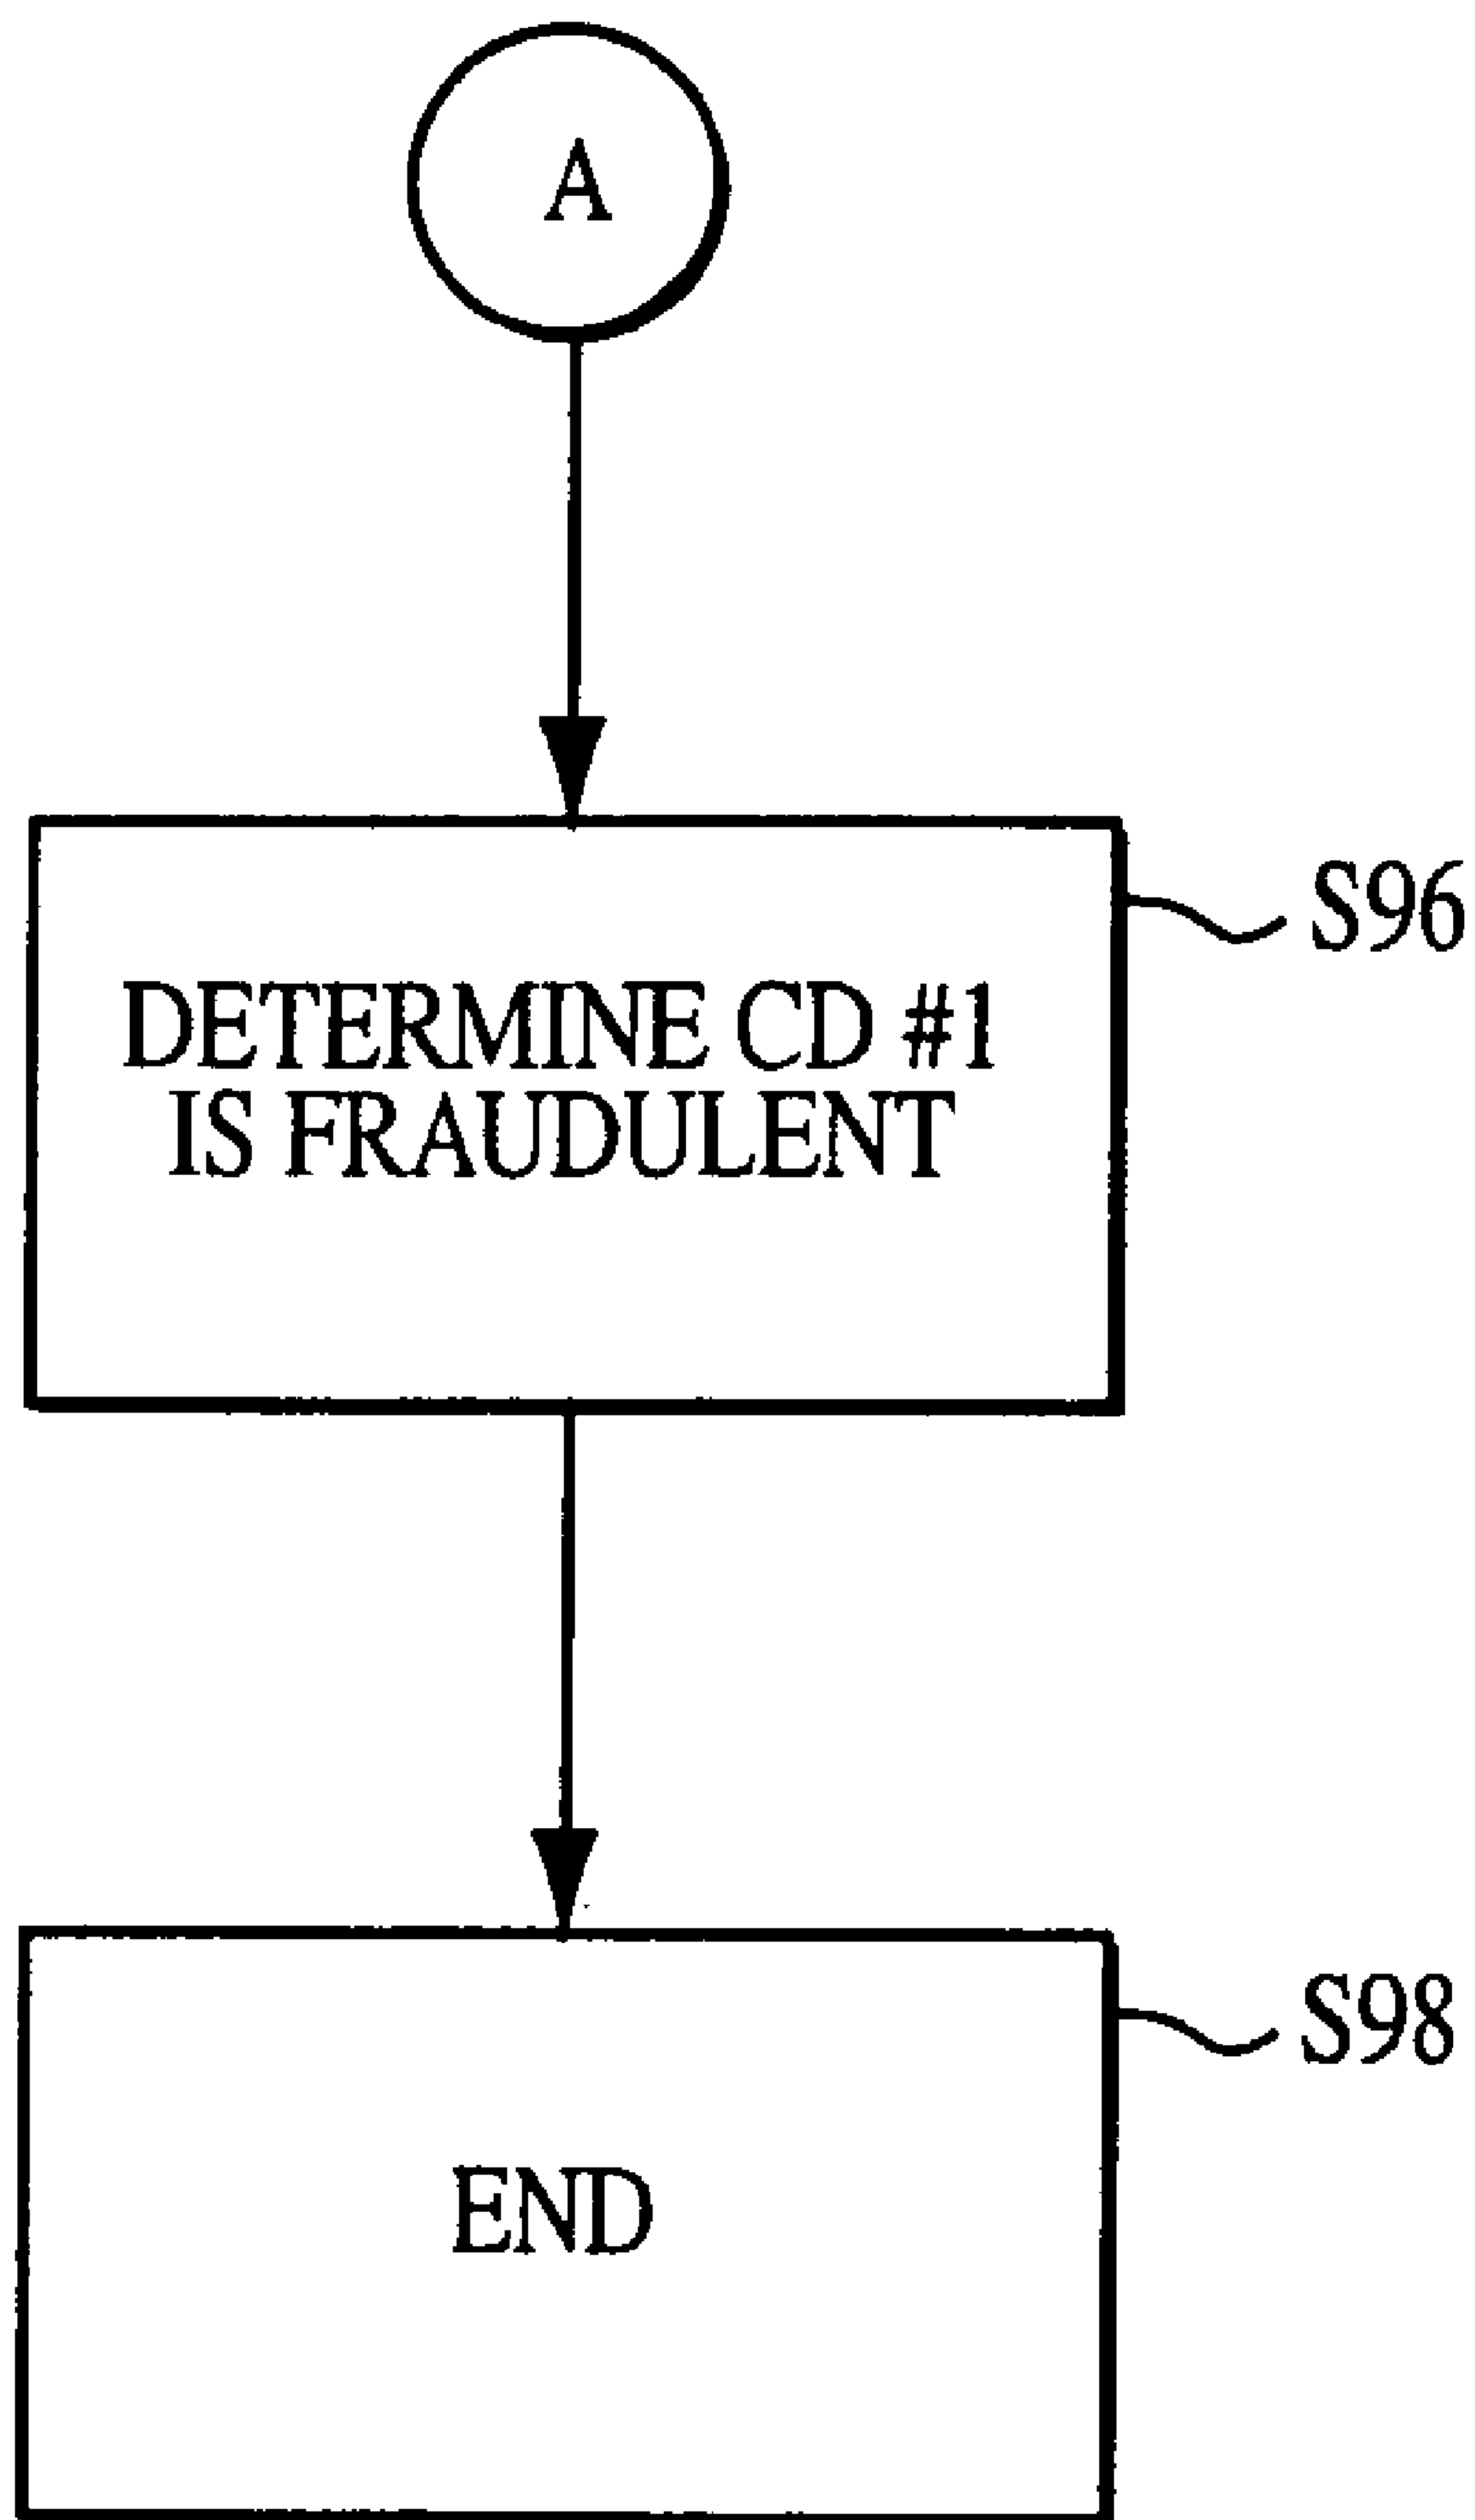 A
S96
DETERMINE CD #1
IS FRAUDULENT
S98
END